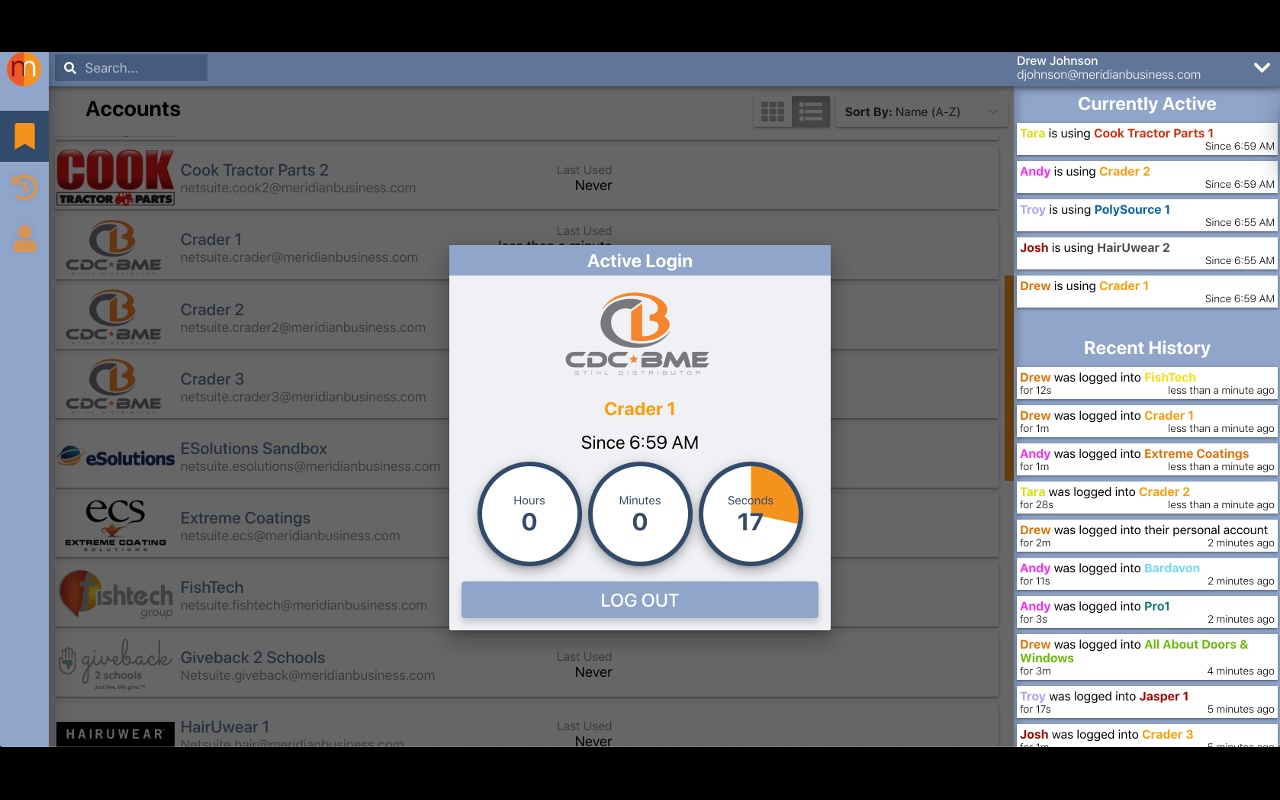 m
Search...
Drew Johnson
djohnson@meridianbusiness.com
Accounts
Sort By: Name (A-Z)
COOK
TRACTOR PARTS
Cook Tractor Parts 2
netsuite.cook2@meridianbusiness.com
Last Used
Never
CDC BME
Crader 1
netsuite.crader@meridianbusiness.com
Last Used
less than a minute
CDC BME
Crader 2
netsuite.crader2@meridianbusiness.com
CDC BME
Crader 3
netsuite.crader3@meridianbusiness.com
eSolutions
ESolutions Sandbox
netsuite.esolutions@meridianbusiness.com
ecs
EXTREME COATING
SOLUTIONS
Extreme Coatings
netsuite.ecs@meridianbusiness.com
fishtech
group
FishTech
netsuite.fishtech@meridianbusiness.com
giveback
2 schools
Just live. We give.™
Giveback 2 Schools
Netsuite.giveback@meridianbusiness.com
Last Used
Never
HAIRUWEAR
HairUwear 1
Netsuite.hair@meridianbusiness.com
Last Used
Never
Active Login
CB
CDC BME
STIHL DISTRIBUTOR
Crader 1
Since 6:59 AM
Hours
0
Minutes
0
Seconds
17
LOG OUT
Currently Active
Tara is using Cook Tractor Parts 1
Since 6:59 AM
Andy is using Crader 2
Since 6:59 AM
Troy is using PolySource 1
Since 6:55 AM
Josh is using HairUwear 2
Since 6:55 AM
Drew is using Crader 1
Since 6:59 AM
Recent History
Drew was logged into FishTech
for 12s less than a minute ago
Drew was logged into Crader 1
for 1m less than a minute ago
Andy was logged into Extreme Coatings
for 1m less than a minute ago
Tara was logged into Crader 2
for 28s less than a minute ago
Drew was logged into their personal account
for 2m 2 minutes ago
Andy was logged into Bardavon
for 11s 2 minutes ago
Andy was logged into Pro1
for 3s 2 minutes ago
Drew was logged into All About Doors &
Windows
for 3m 4 minutes ago
Troy was logged into Jasper 1
for 17s 5 minutes ago
Josh was logged into Crader 3
for 1m 5 minutes ago